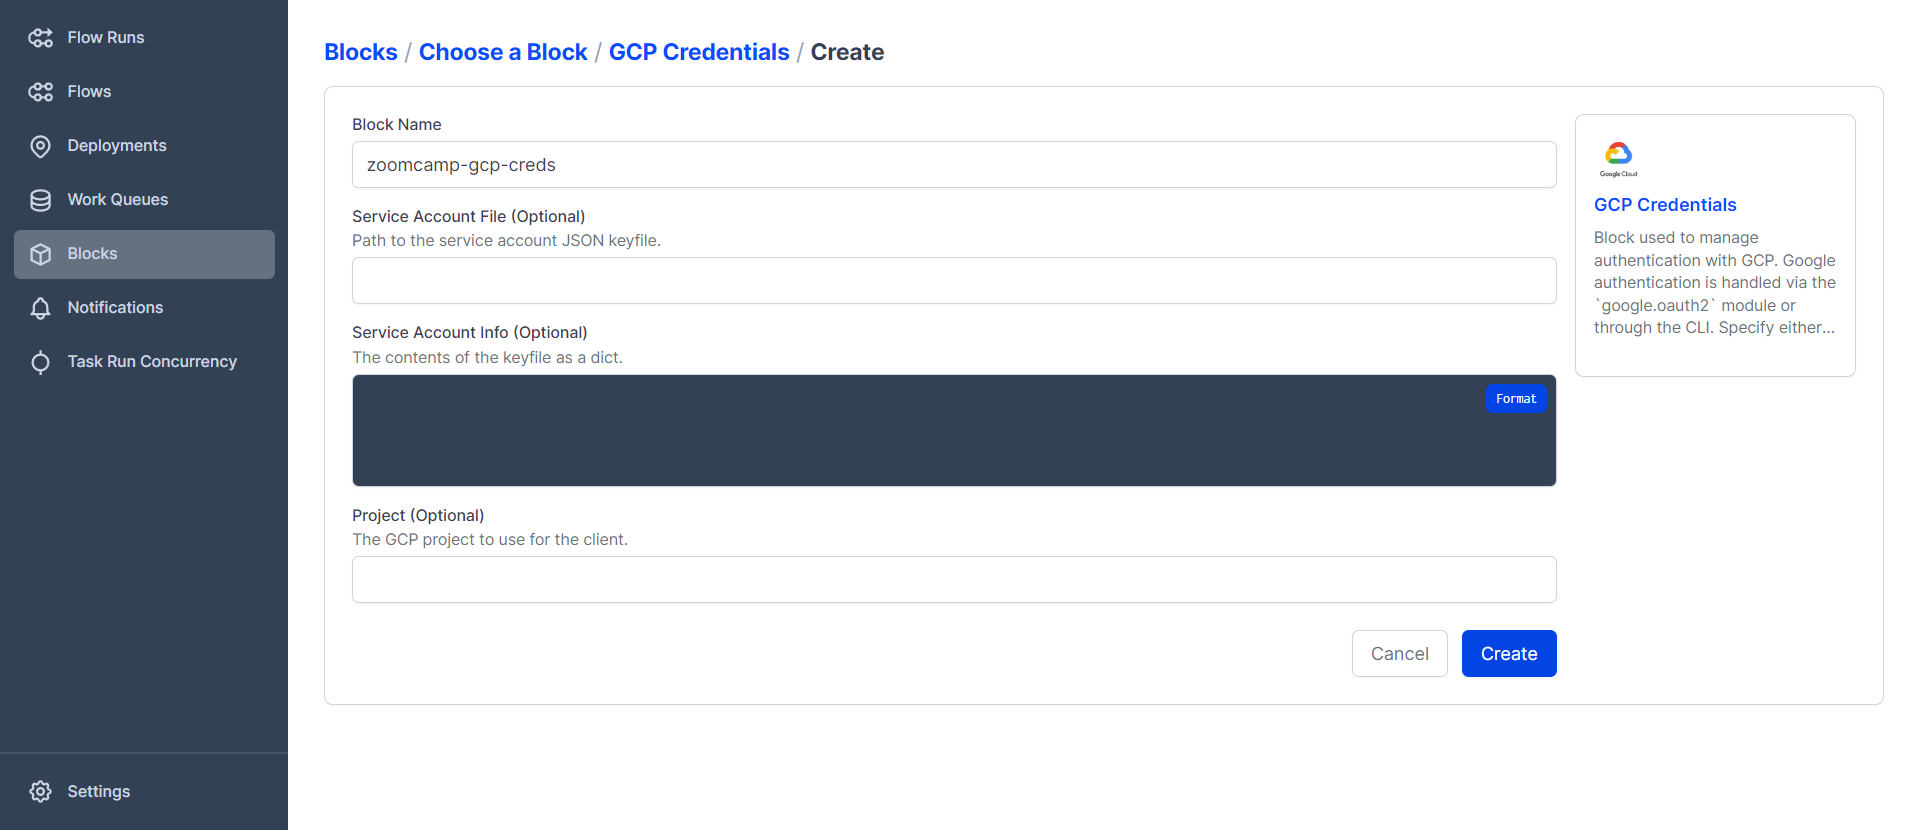 Flow Runs
Flows
Deployments
Work Queues
Blocks
Notifications
Task Run Concurrency
Settings
Blocks / Choose a Block / GCP Credentials / Create
Block Name
zoomcamp-gcp-creds
Service Account File (Optional)
Path to the service account JSON keyfile.
Service Account Info (Optional)
The contents of the keyfile as a dict.
Format
Project (Optional)
The GCP project to use for the client.
Cancel
Create
Google Cloud
GCP Credentials
Block used to manage
authentication with GCP. Google
authentication is handled via the
`google.oauth2` module or
through the CLI. Specify either...